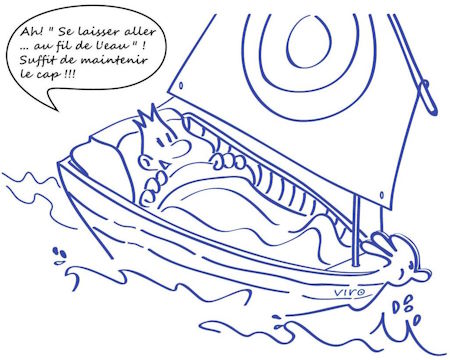 Ah! " Se laisser aller
... au fil de l'eau " !
Suffit de maintenir
le cap !!!
VIRO